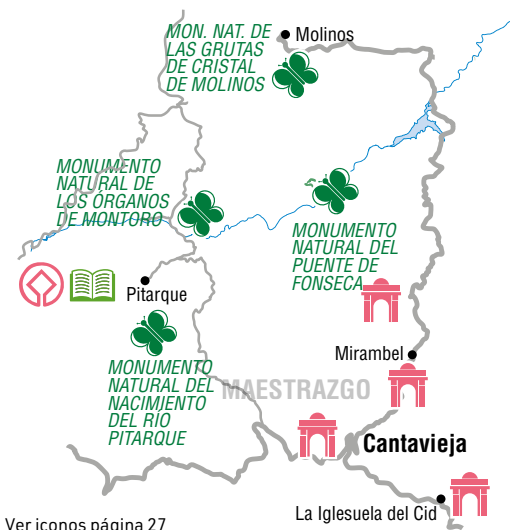 MON. NAT. DE
LAS GRUTAS
DE CRISTAL
DE MOLINOS
Molinos
MONUMENTO
NATURAL DE
LOS ÓRGANOS
DE MONTORO
MONUMENTO
NATURAL DEL
PUENTE DE
FONSECA
Pitarque
MONUMENTO
NATURAL DEL
NACIMIENTO
DEL RÍO
PITARQUE
Mirambel
MAESTRAZGO
Cantavieja
La Iglesuela del Cid
Ver iconos página 27